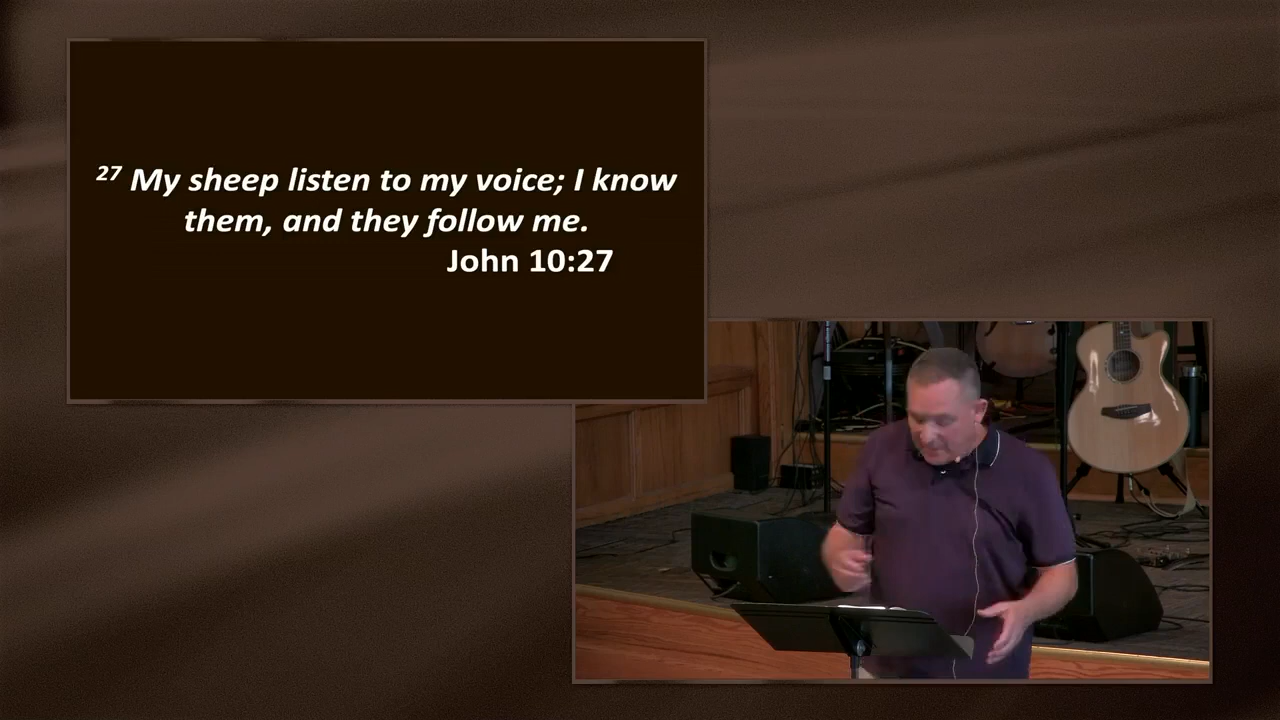 27 My sheep listen to my voice; I know
them, and they follow me.
John 10:27